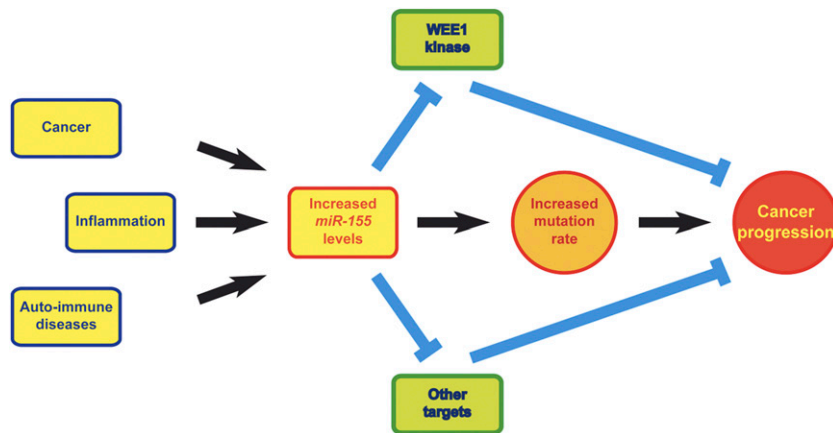 WEE1
kinase
Cancer
Inflammation
Auto-immune
diseases
Increased
miR-155
levels
Increased
mutation
rate
Cancer
progression
Other
targets